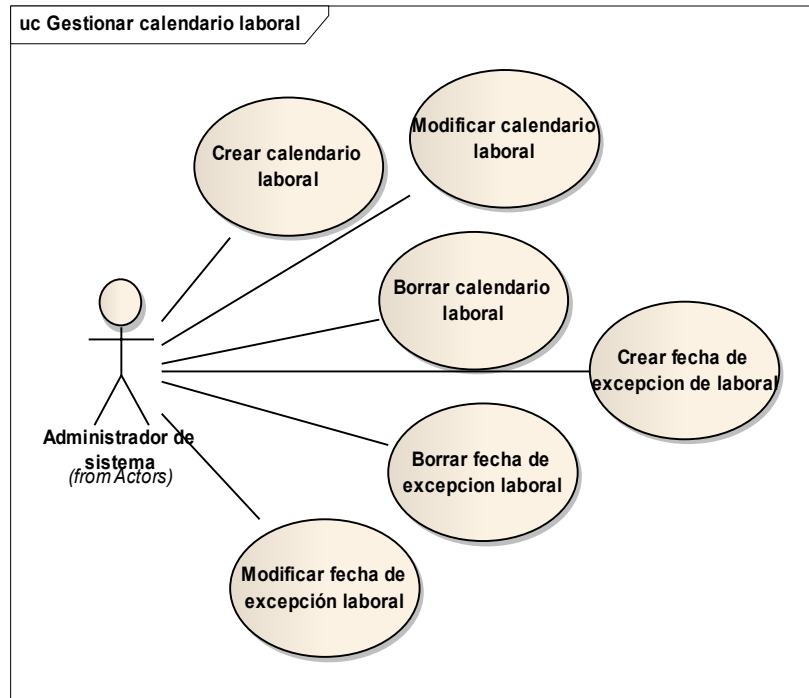 uc Gestionar calendario laboral
Crear calendario
laboral
Modificar calendario
laboral
Borrar calendario
laboral
Crear fecha de
excepcion de laboral
Administrador de
sistema
(from Actors)
Borrar fecha de
excepcion laboral
Modificar fecha de
excepción laboral